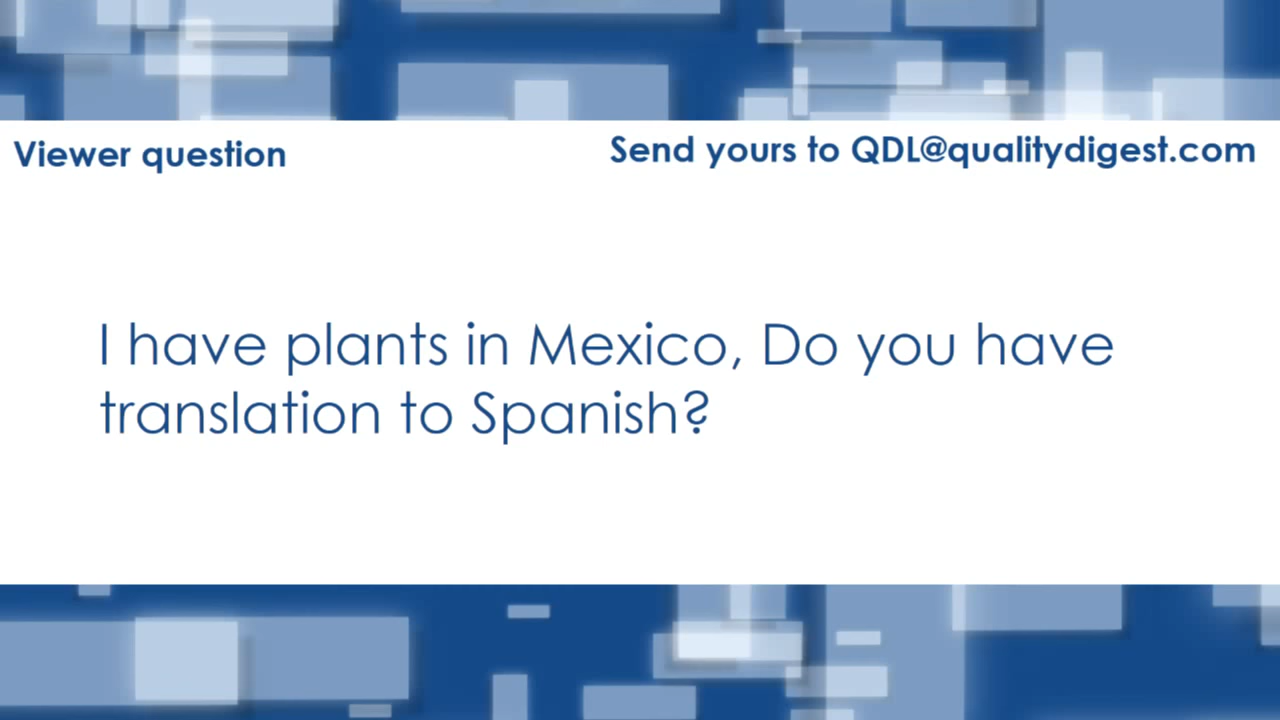 Viewer question
Send yours to QDL@qualitydigest.com
I have plants in Mexico, Do you have
translation to Spanish?